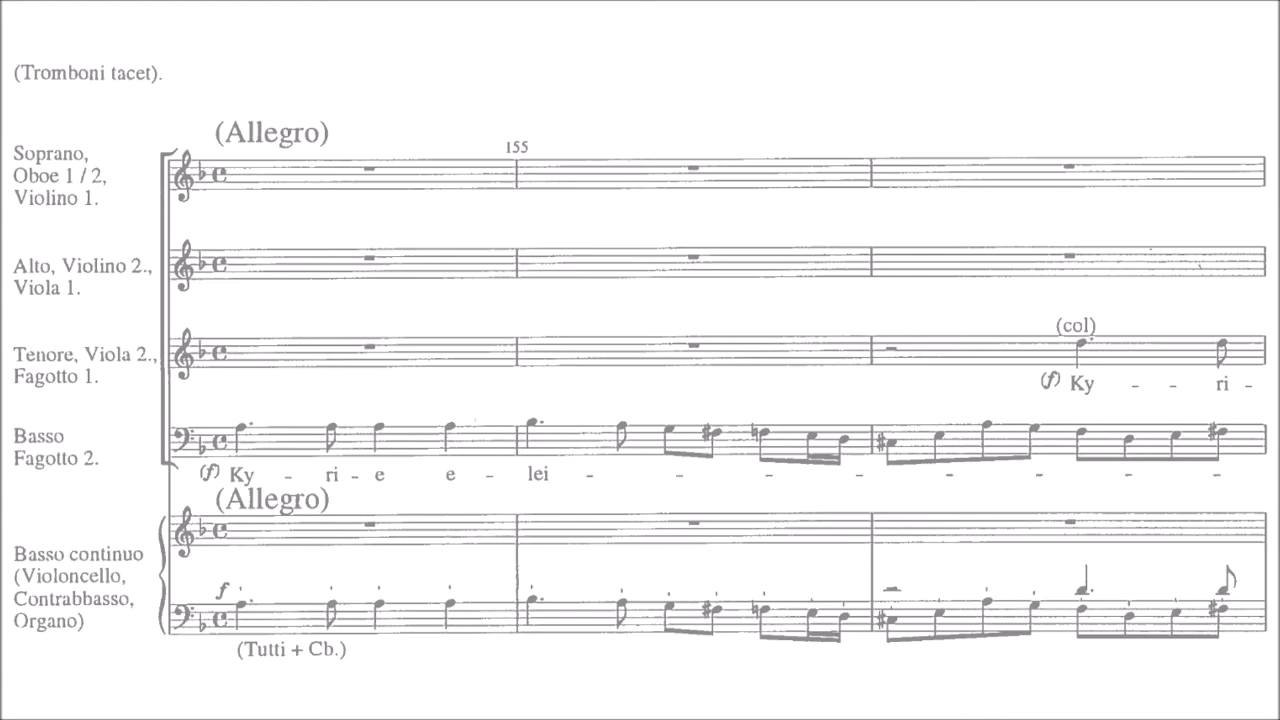 (Tromboni tacet).
(Allegro)
155
Soprano,
Oboe 1 / 2,
Violino 1.
Alto, Violino 2.,
Viola 1.
(col)
Tenore, Viola 2.,
Fagotto 1.
(f) Ky - - ri -
Basso
Fagotto 2.
(f) Ky - ri - e e - lei - - - - - - - -
(Allegro)
Basso continuo
(Violoncello,
Contrabbasso,
Organo)
f
(Tutti + Cb.)